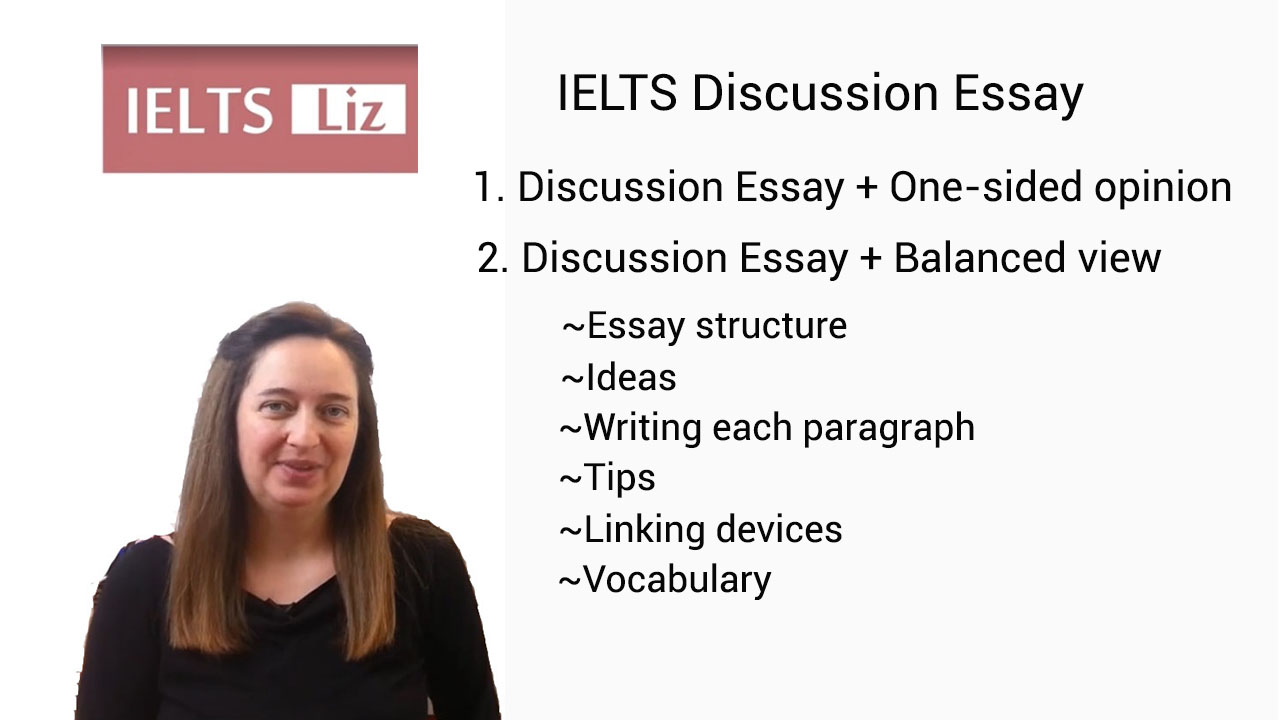 IELTS Liz
IELTS Discussion Essay
1. Discussion Essay + One-sided opinion
2. Discussion Essay + Balanced view
~Essay structure
~Ideas
~Writing each paragraph
~Tips
~Linking devices
~Vocabulary